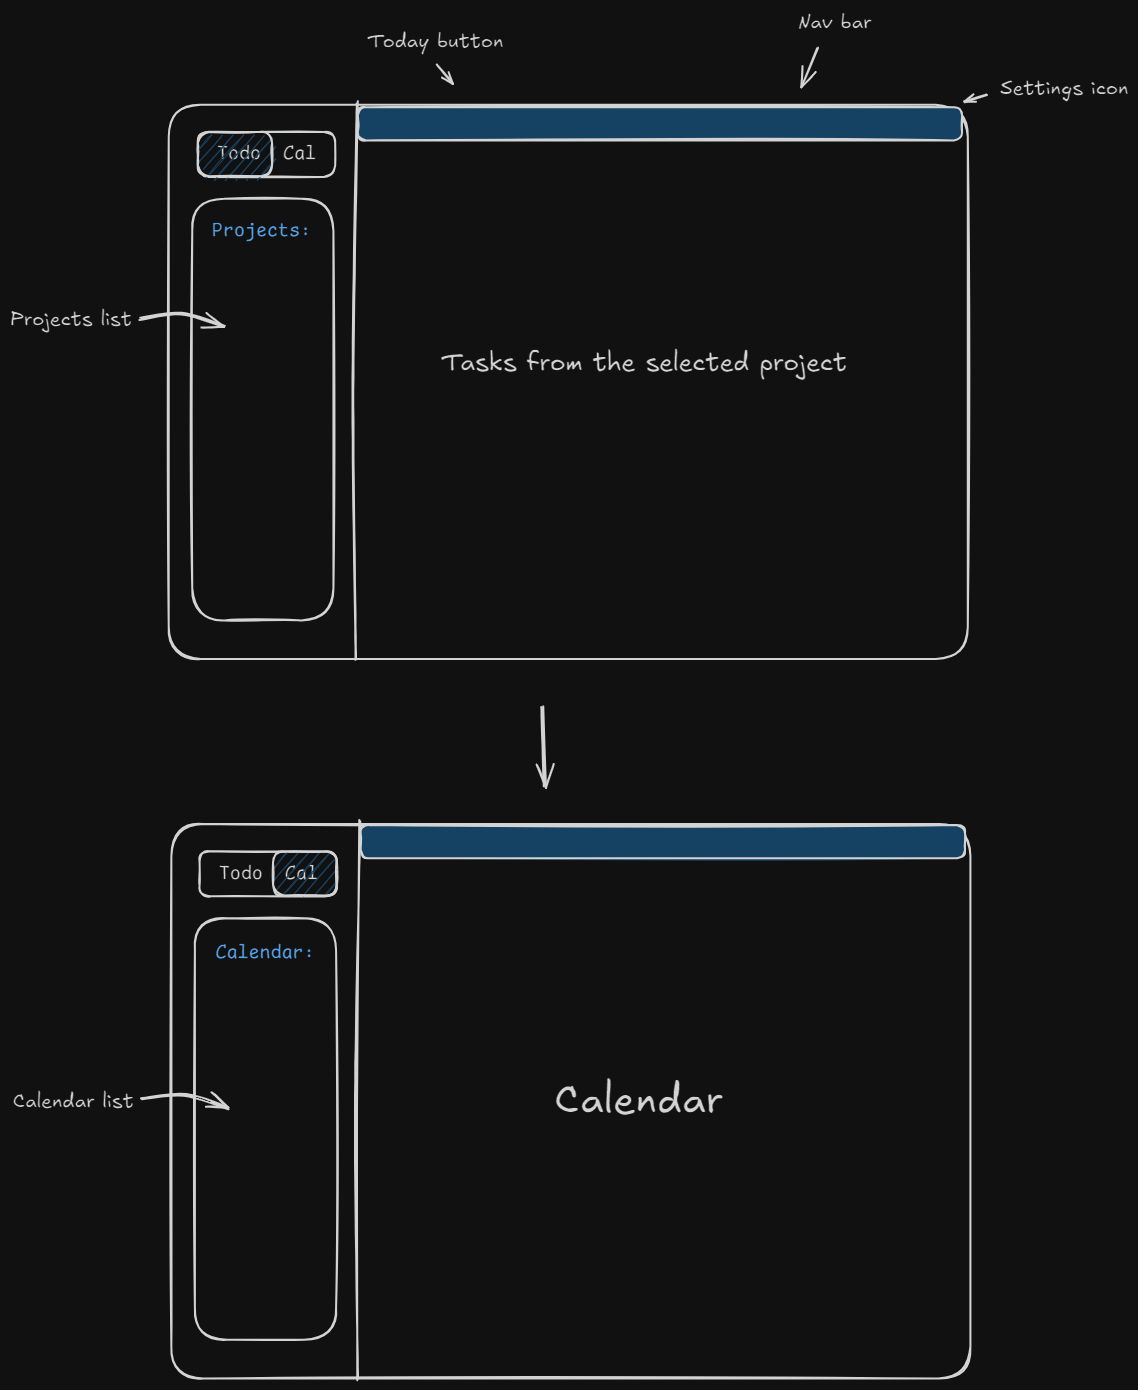 Nav bar
Today button
Settings icon
Todo Cal
Projects:
Projects list
Tasks from the selected project
Todo Cal
Calendar:
Calendar list
Calendar